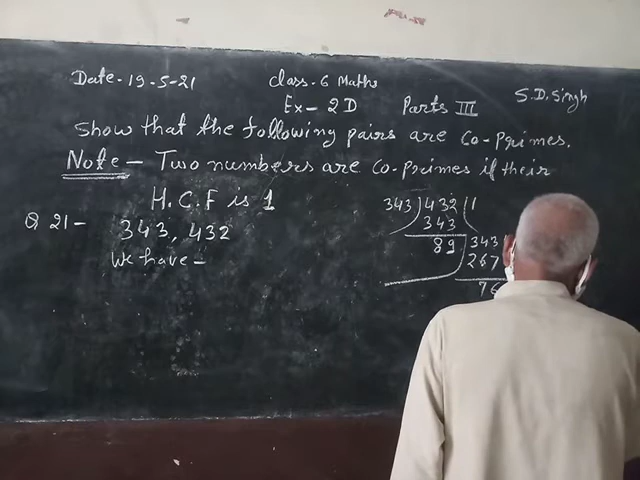 Date - 19-5-21 Class - 6 Maths S.D. Singh
Ex - 2D Parts III
Show that the following pairs are co-primes.
Note - Two numbers are co-primes if their
H.C.F is 1
Q 21 - 343, 432
We have -
343)432(1
343
89)343
267
76